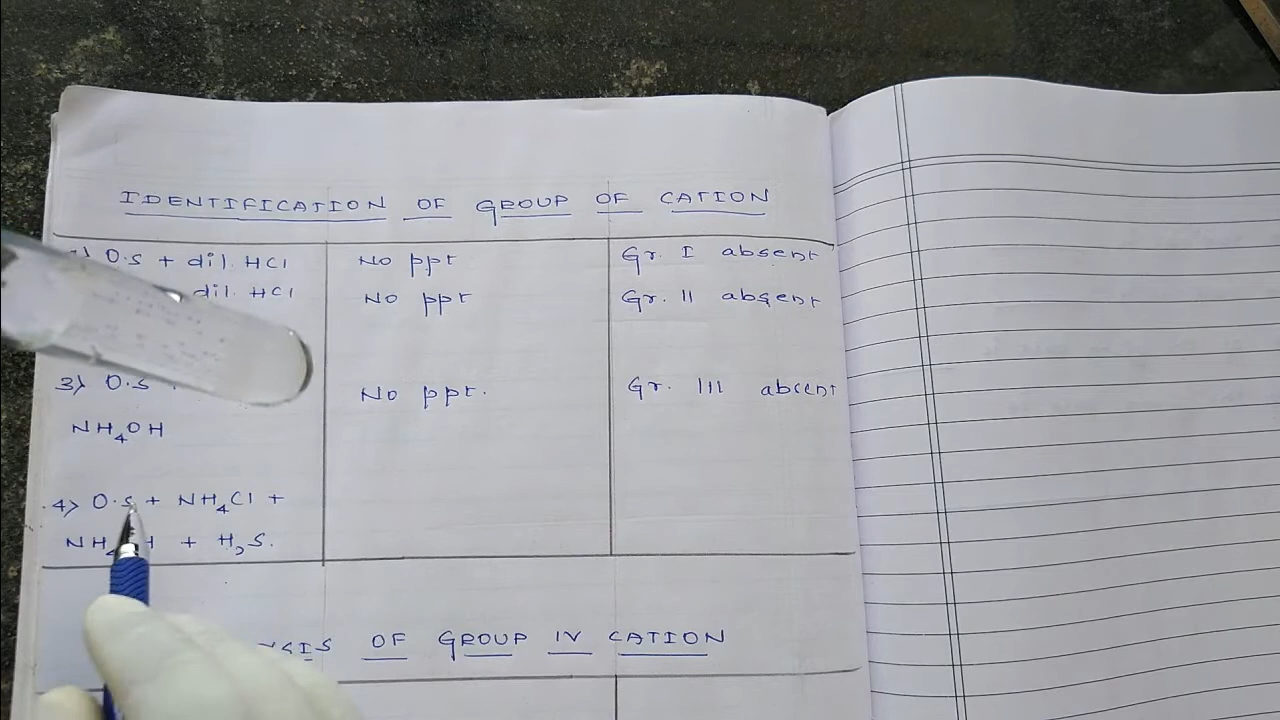 IDENTIFICATION OF GROUP OF CATION
O.S + dil. HCl No ppt Gr. I absent
dil. HCl No ppt Gr. II absent
3) O.S No ppt. Gr. III absent
NH4OH
4) O.S + NH4Cl +
+ H2S.
OF GROUP IV CATION